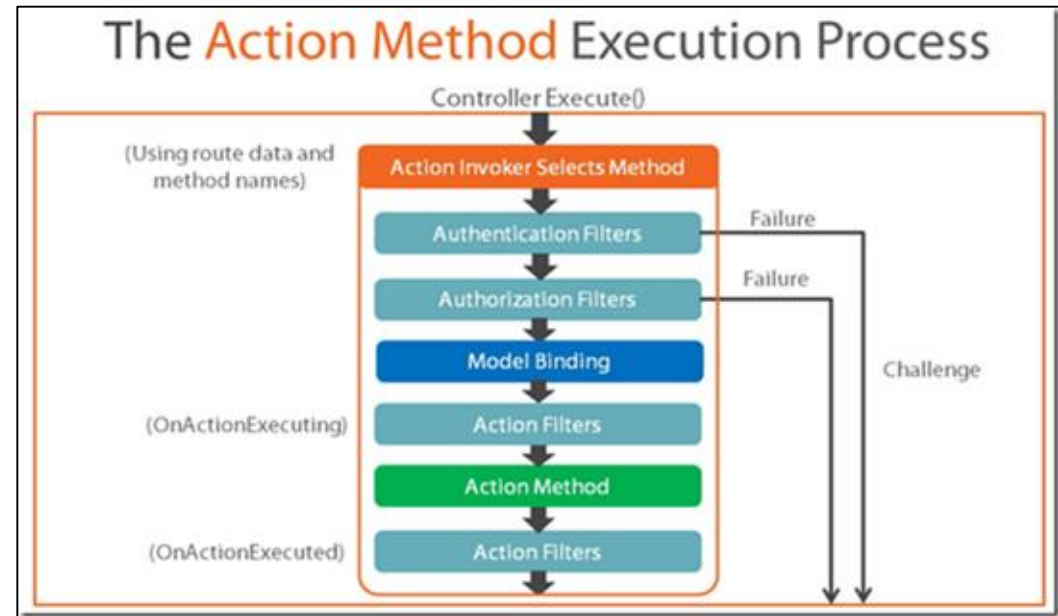 The Action Method Execution Process
Controller Execute()
(Using route data and
method names)
Action Invoker Selects Method
Authentication Filters
Failure
Authorization Filters
Failure
Model Binding
Challenge
(OnActionExecuting)
Action Filters
Action Method
(OnActionExecuted)
Action Filters